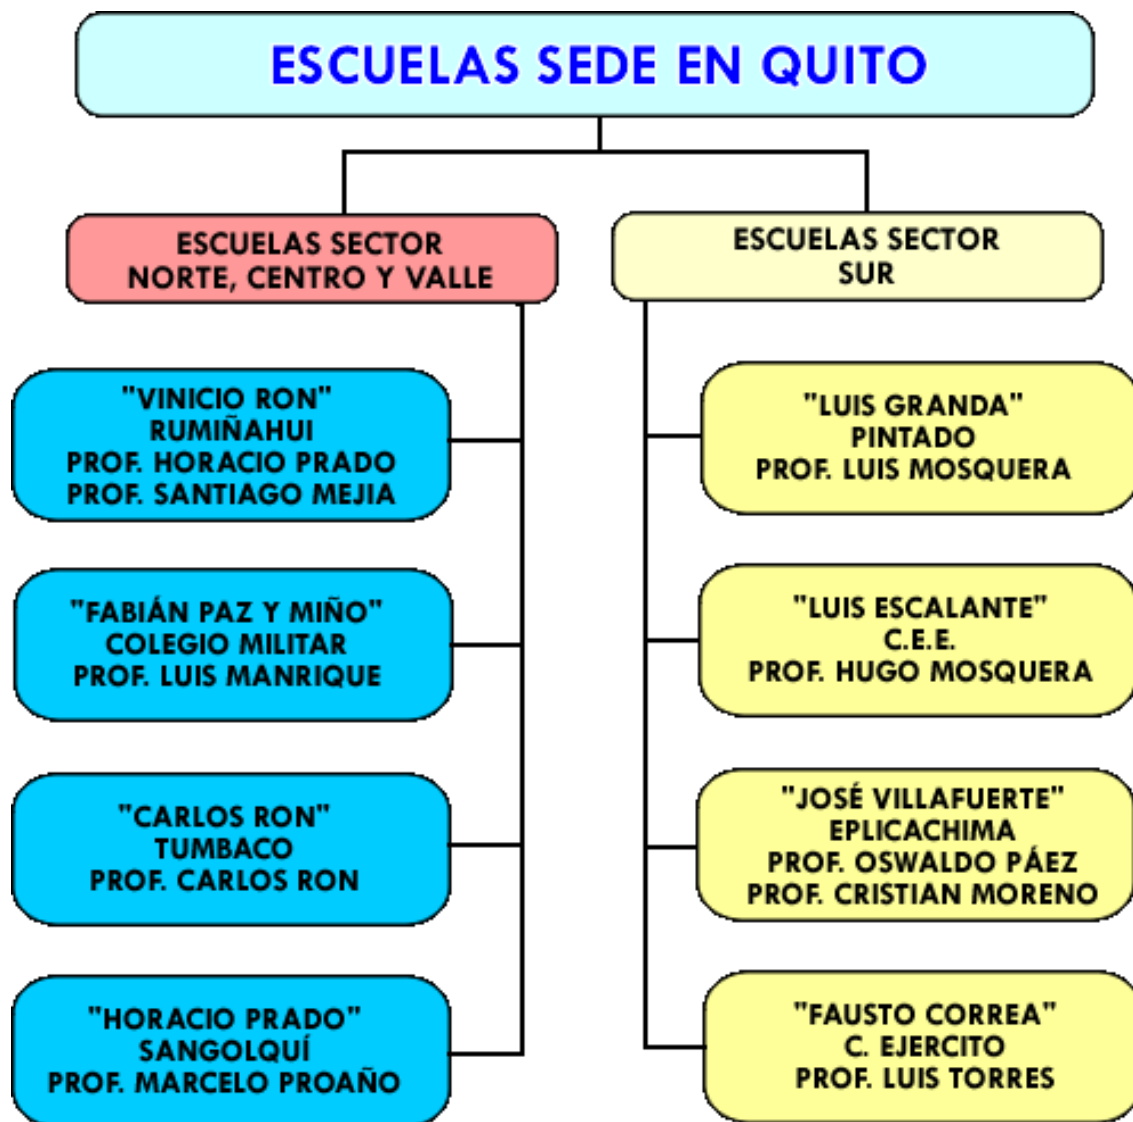 ESCUELAS SEDE EN QUITO
ESCUELAS SECTOR
NORTE, CENTRO Y VALLE
"VINICIO RON"
RUMIÑAHUI
PROF. HORACIO PRADO
PROF. SANTIAGO MEJIA
"FABIÁN PAZ Y MIÑO"
COLEGIO MILITAR
PROF. LUIS MANRIQUE
"CARLOS RON"
TUMBACO
PROF. CARLOS RON
"HORACIO PRADO"
SANGOLQUÍ
PROF. MARCELO PROAÑO
ESCUELAS SECTOR
SUR
"LUIS GRANDA"
PINTADO
PROF. LUIS MOSQUERA
"LUIS ESCALANTE"
C.E.E.
PROF. HUGO MOSQUERA
"JOSÉ VILLAFUERTE"
EPLICACHIMA
PROF. OSWALDO PÁEZ
PROF. CRISTIAN MORENO
"FAUSTO CORREA"
C. EJERCITO
PROF. LUIS TORRES